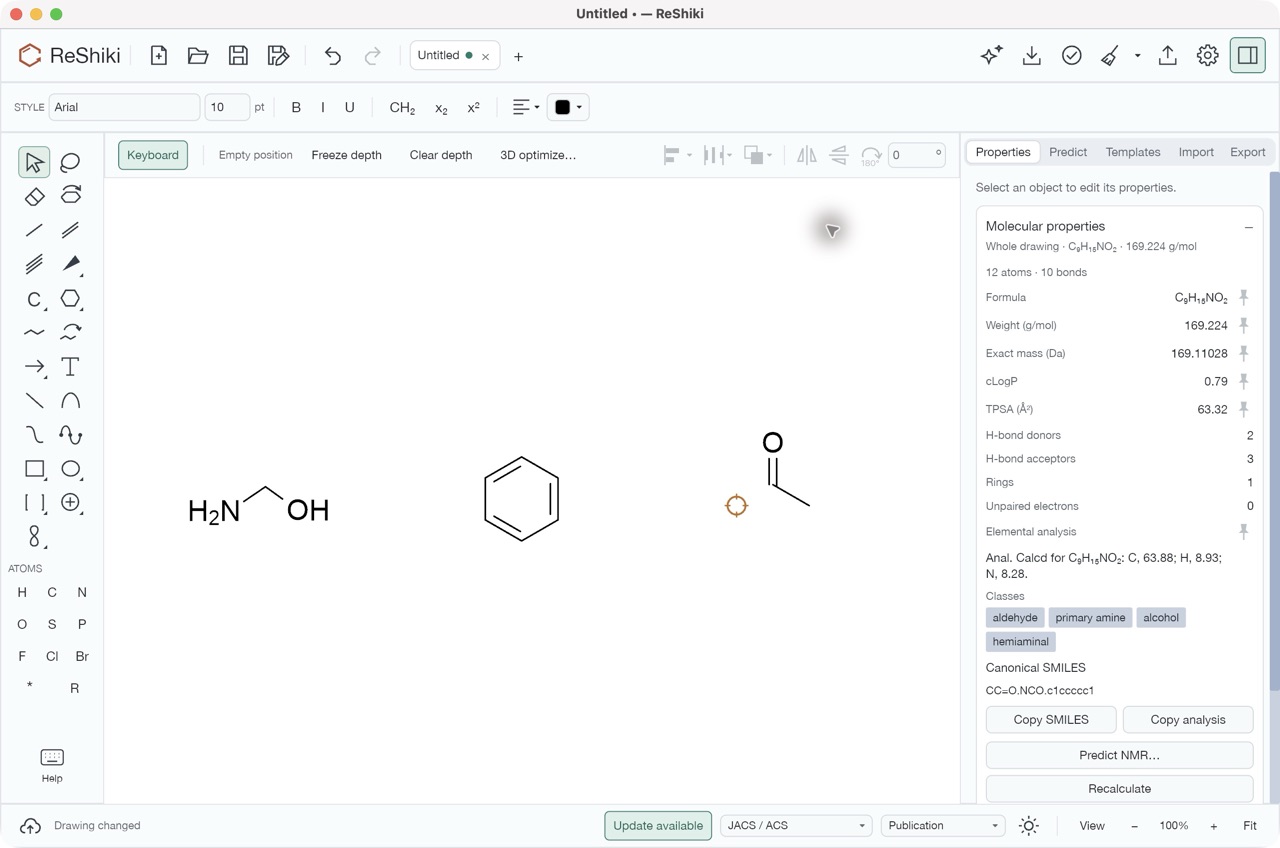 Untitled • — ReShiki
ReShiki
Untitled
STYLE Arial 10 pt B I U CH₂ x₂ x²
Keyboard Empty position Freeze depth Clear depth 3D optimize… 180° 0 °
Properties Predict Templates Import Export
Select an object to edit its properties.
Molecular properties
Whole drawing · C₉H₁₅NO₂ · 169.224 g/mol
12 atoms · 10 bonds
Formula C₉H₁₅NO₂
Weight (g/mol) 169.224
Exact mass (Da) 169.11028
cLogP 0.79
TPSA (Å²) 63.32
H-bond donors 2
H-bond acceptors 3
Rings 1
Unpaired electrons 0
Elemental analysis
Anal. Calcd for C₉H₁₅NO₂: C, 63.88; H, 8.93;
N, 8.28.
Classes
aldehyde primary amine alcohol
hemiaminal
Canonical SMILES
CC=O.NCO.c1ccccc1
Copy SMILES Copy analysis
Predict NMR…
Recalculate
O
H₂N OH
C
T
ATOMS
H C N
O S P
F Cl Br
* R
Help
Drawing changed Update available JACS / ACS Publication View − 100% + Fit